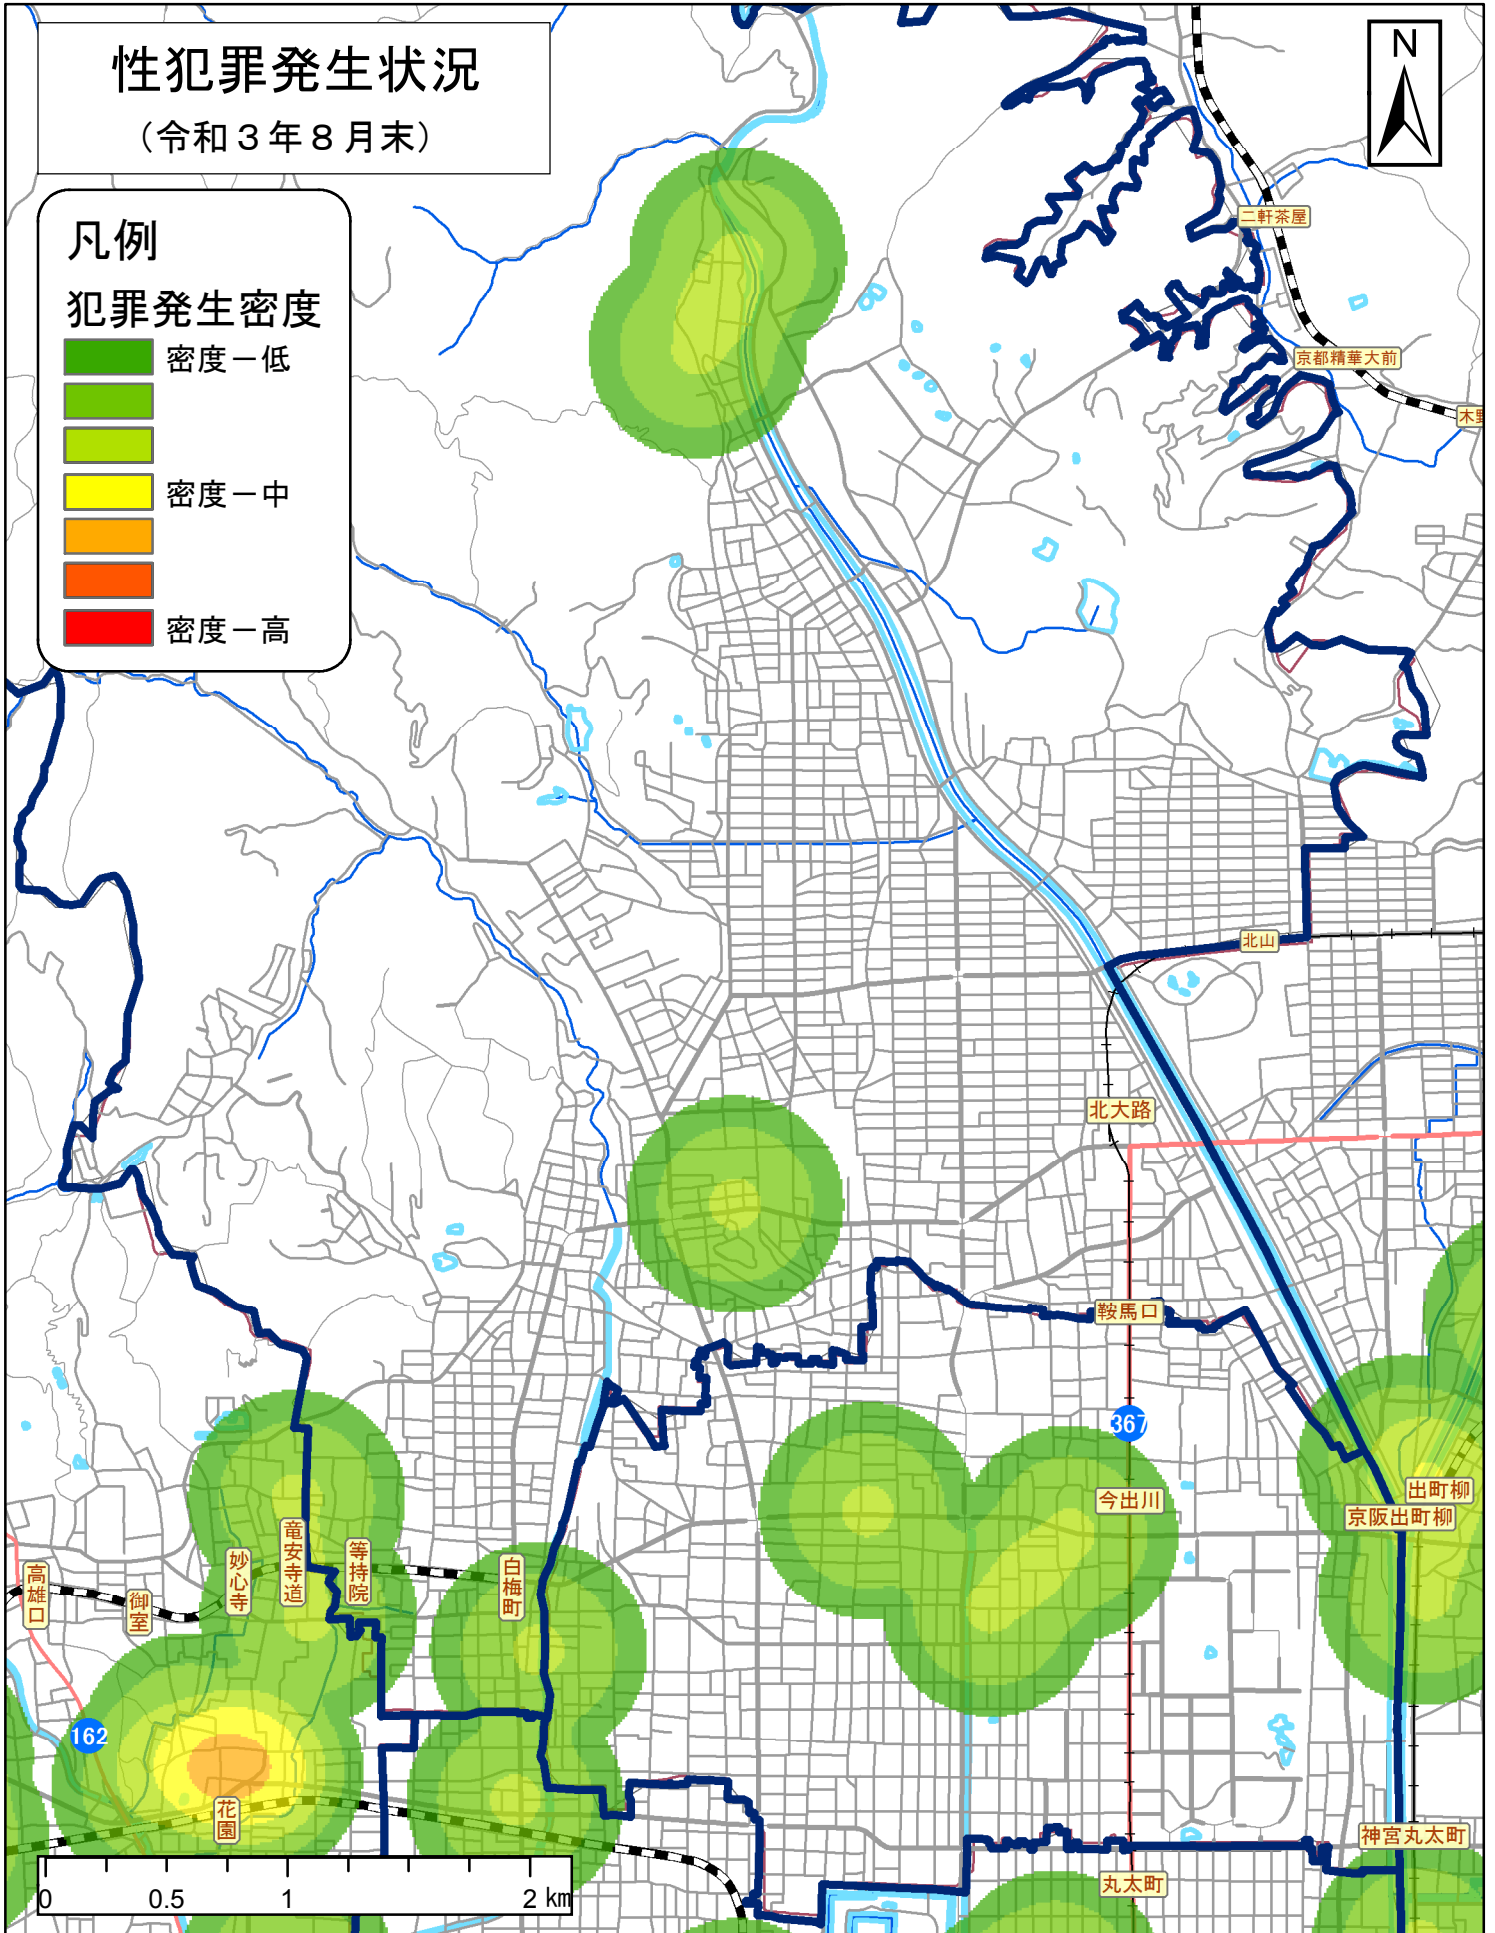 性犯罪発生状況
（令和３年８月末）
N
凡例
犯罪発生密度
密度－低
密度－中
密度－高
二軒茶屋
京都精華大前
北山
北大路
鞍馬口
367
今出川
出町柳
京阪出町柳
竜安寺道
等持院
妙心寺
白梅町
高雄口
御室
162
花園
神宮丸太町
丸太町
0 0.5 1 2 km